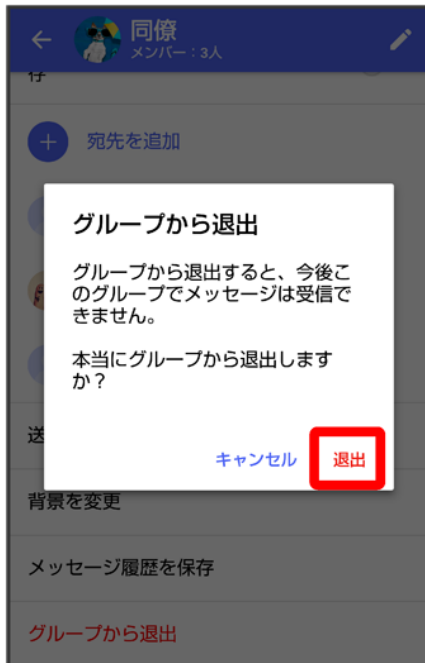 同僚
メンバー：3人
存
宛先を追加
グループから退出
グループから退出すると、今後こ
のグループでメッセージは受信で
きません。
本当にグループから退出します
か？
キャンセル
退出
送
背景を変更
メッセージ履歴を保存
グループから退出